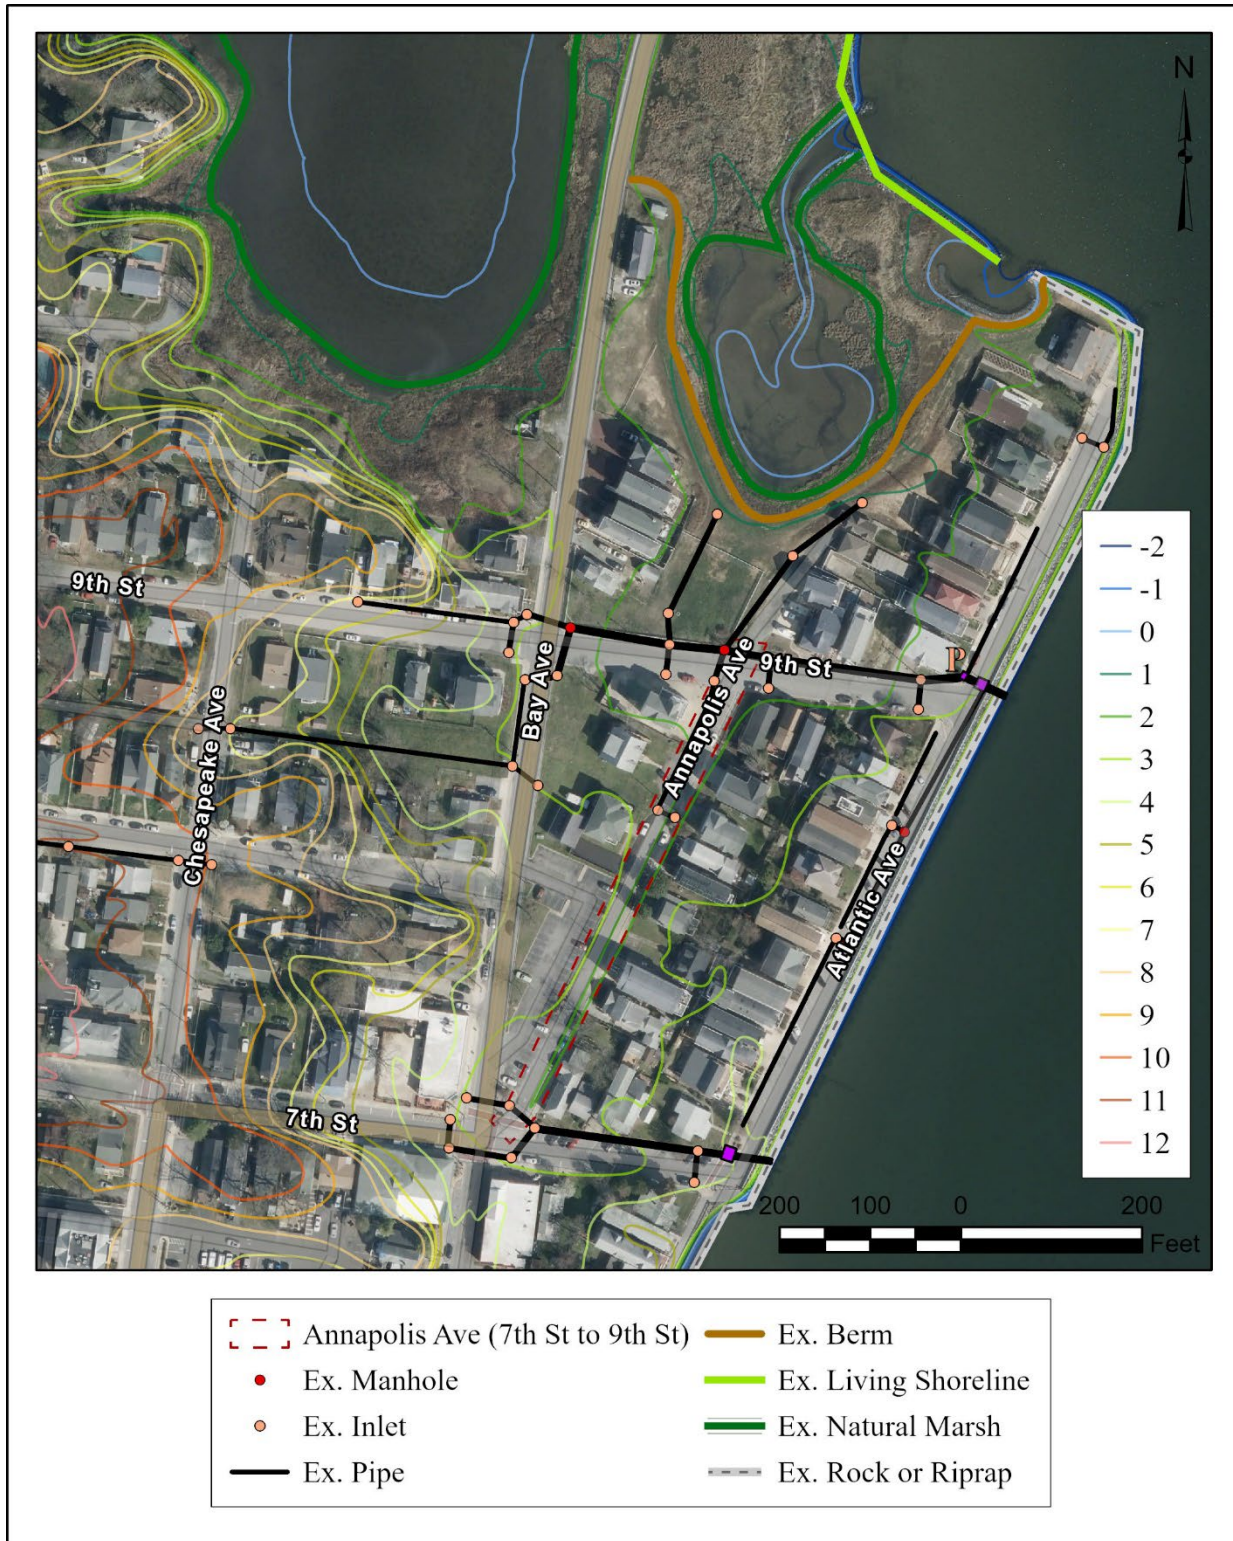 N
9th St
Bay Ave
Annapolis Ave
9th St
P
Chesapeake Ave
Atlantic Ave
7th St
-2
-1
0
1
2
3
4
5
6
7
8
9
10
11
12
200 100 0 200
Feet
Annapolis Ave (7th St to 9th St)
Ex. Berm
Ex. Manhole
Ex. Living Shoreline
Ex. Inlet
Ex. Natural Marsh
Ex. Pipe
Ex. Rock or Riprap